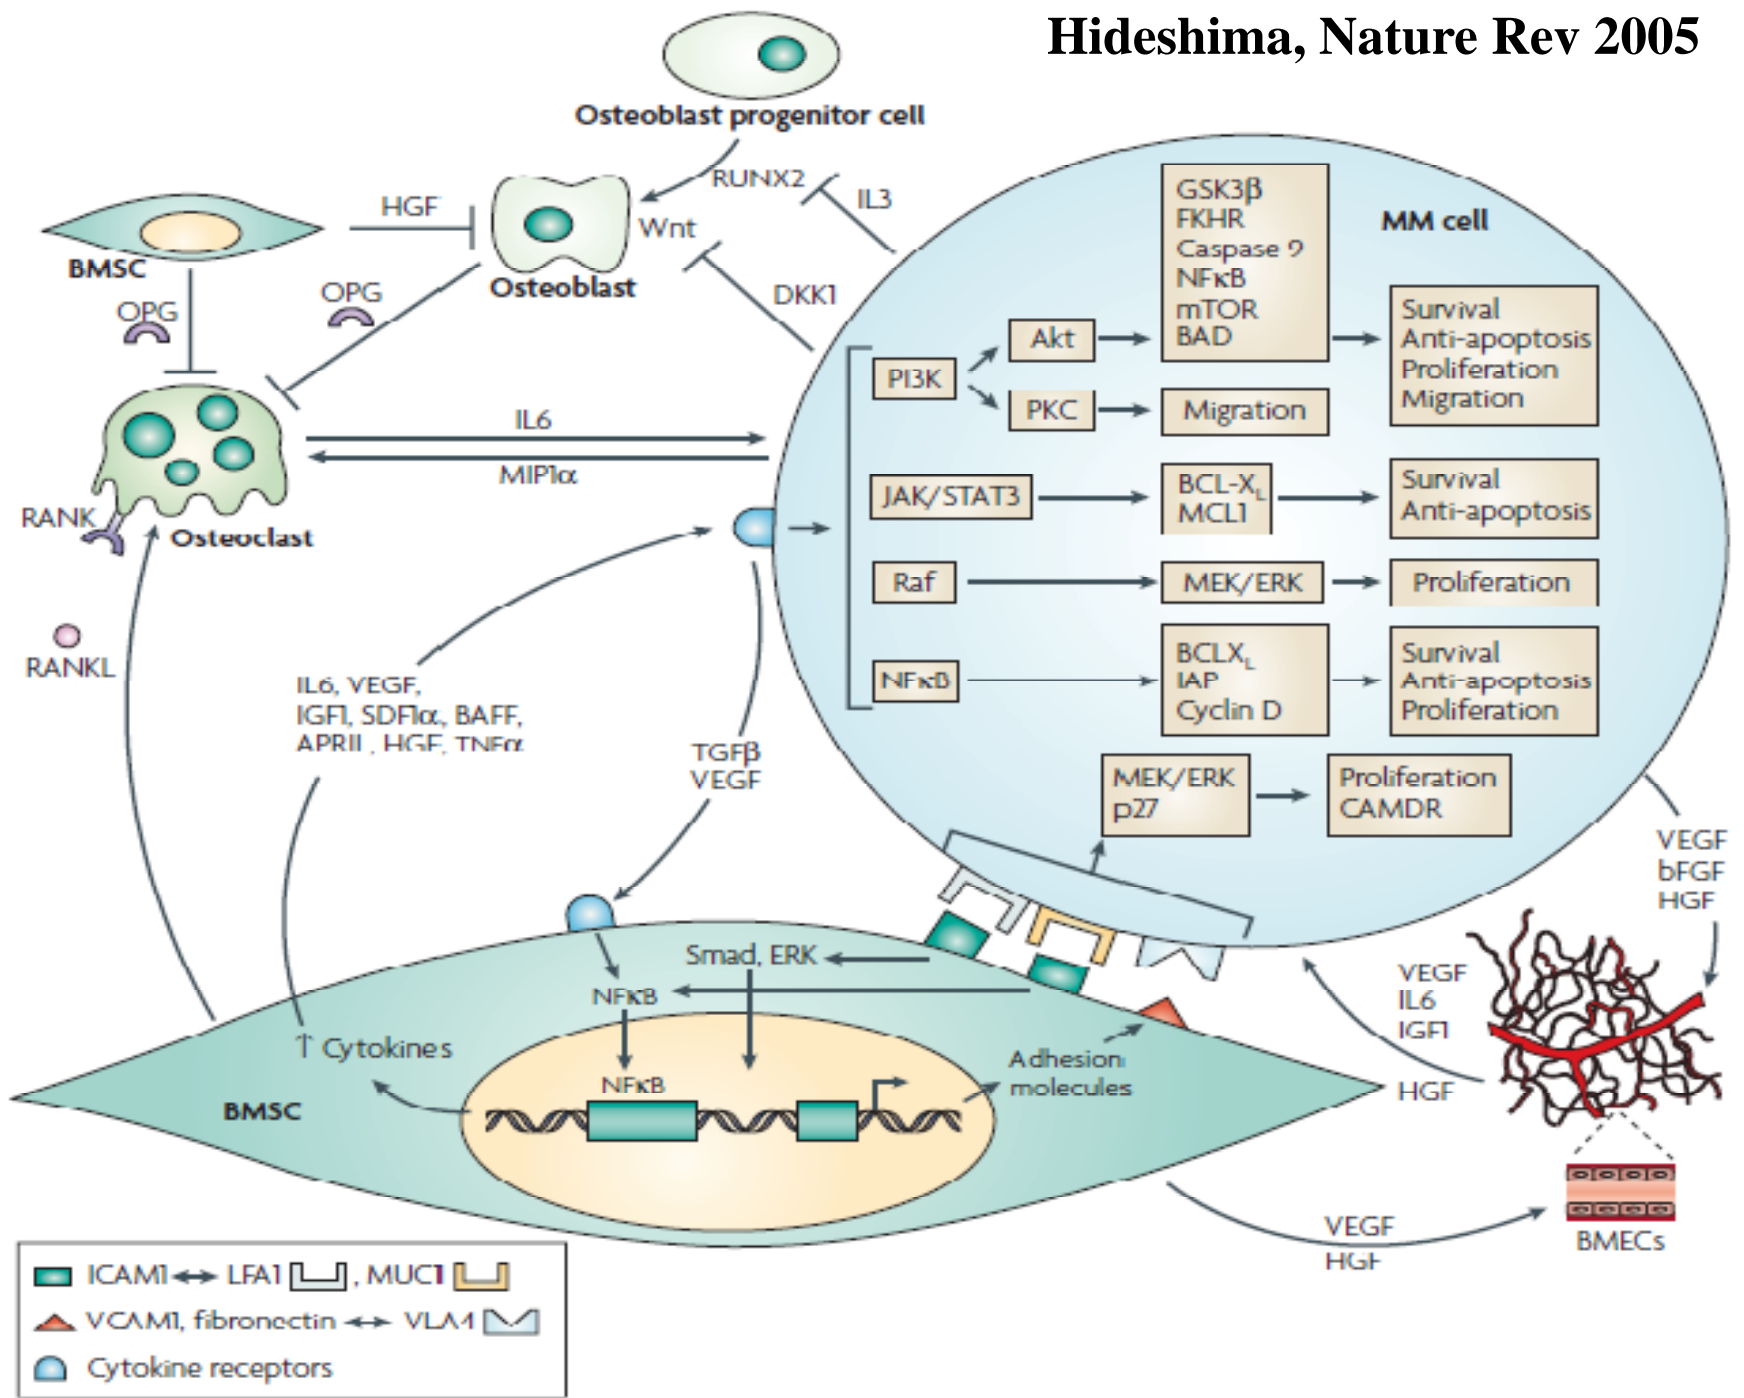 Hideshima, Nature Rev 2005
Osteoblast progenitor cell
RUNX2
IL3
HGF
Wnt
BMSC
Osteoblast
OPG
OPG
DKK1
MM cell
GSK3β
FKHR
Caspase 9
NFκB
mTOR
BAD
Akt
PI3K
PKC
Migration
Survival
Anti-apoptosis
Proliferation
Migration
IL6
MIP1α
RANK
Osteoclast
JAK/STAT3
BCL-XL
MCL1
Survival
Anti-apoptosis
Raf
MEK/ERK
Proliferation
RANKL
NFκB
BCLXL
IAP
Cyclin D
Survival
Anti-apoptosis
Proliferation
IL6, VEGF,
IGF1, SDF1α, BAFF,
APRIL, HGF, TNFα
TGFβ
VEGF
MEK/ERK
p27
Proliferation
CAMDR
VEGF
bFGF
HGF
Smad, ERK
NFκB
VEGF
IL6
IGF1
↑ Cytokines
Adhesion
molecules
NFκB
HGF
BMSC
VEGF
HGF
BMECs
ICAM1 ↔ LFA1 , MUC1
VCAM1, fibronectin ↔ VLA4
Cytokine receptors